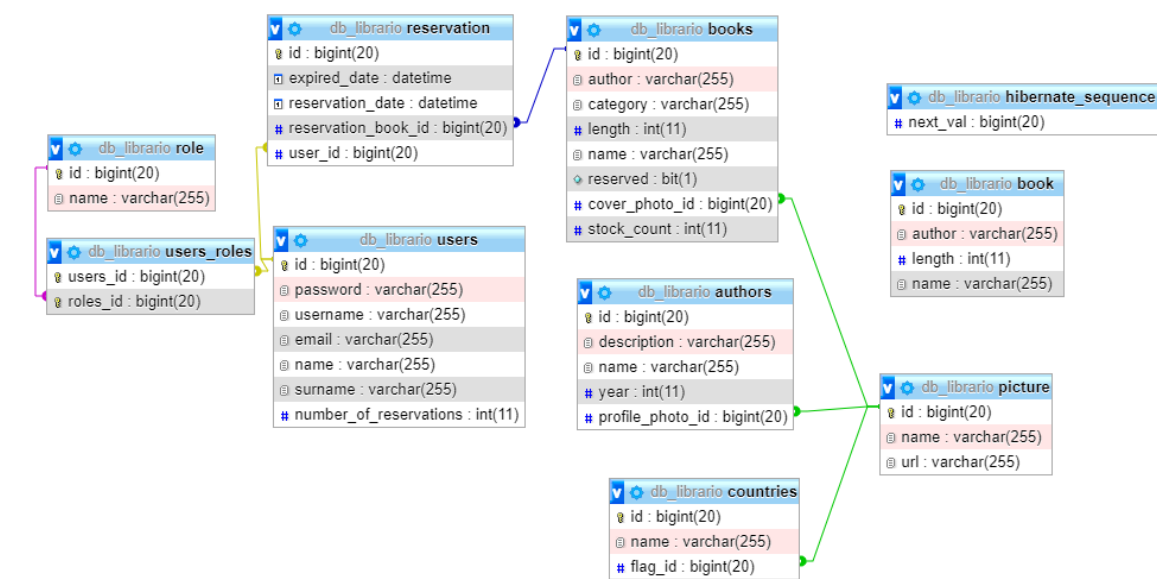 db_librario reservation
id : bigint(20)
expired_date : datetime
reservation_date : datetime
# reservation_book_id : bigint(20)
# user_id : bigint(20)
db_librario books
id : bigint(20)
author : varchar(255)
category : varchar(255)
# length : int(11)
name : varchar(255)
reserved : bit(1)
# cover_photo_id : bigint(20)
# stock_count : int(11)
db_librario hibernate_sequence
# next_val : bigint(20)
db_librario role
id : bigint(20)
name : varchar(255)
db_librario book
id : bigint(20)
author : varchar(255)
# length : int(11)
name : varchar(255)
db_librario users_roles
users_id : bigint(20)
roles_id : bigint(20)
db_librario users
id : bigint(20)
password : varchar(255)
username : varchar(255)
email : varchar(255)
name : varchar(255)
surname : varchar(255)
# number_of_reservations : int(11)
db_librario authors
id : bigint(20)
description : varchar(255)
name : varchar(255)
# year : int(11)
# profile_photo_id : bigint(20)
db_librario picture
id : bigint(20)
name : varchar(255)
url : varchar(255)
db_librario countries
id : bigint(20)
name : varchar(255)
# flag_id : bigint(20)